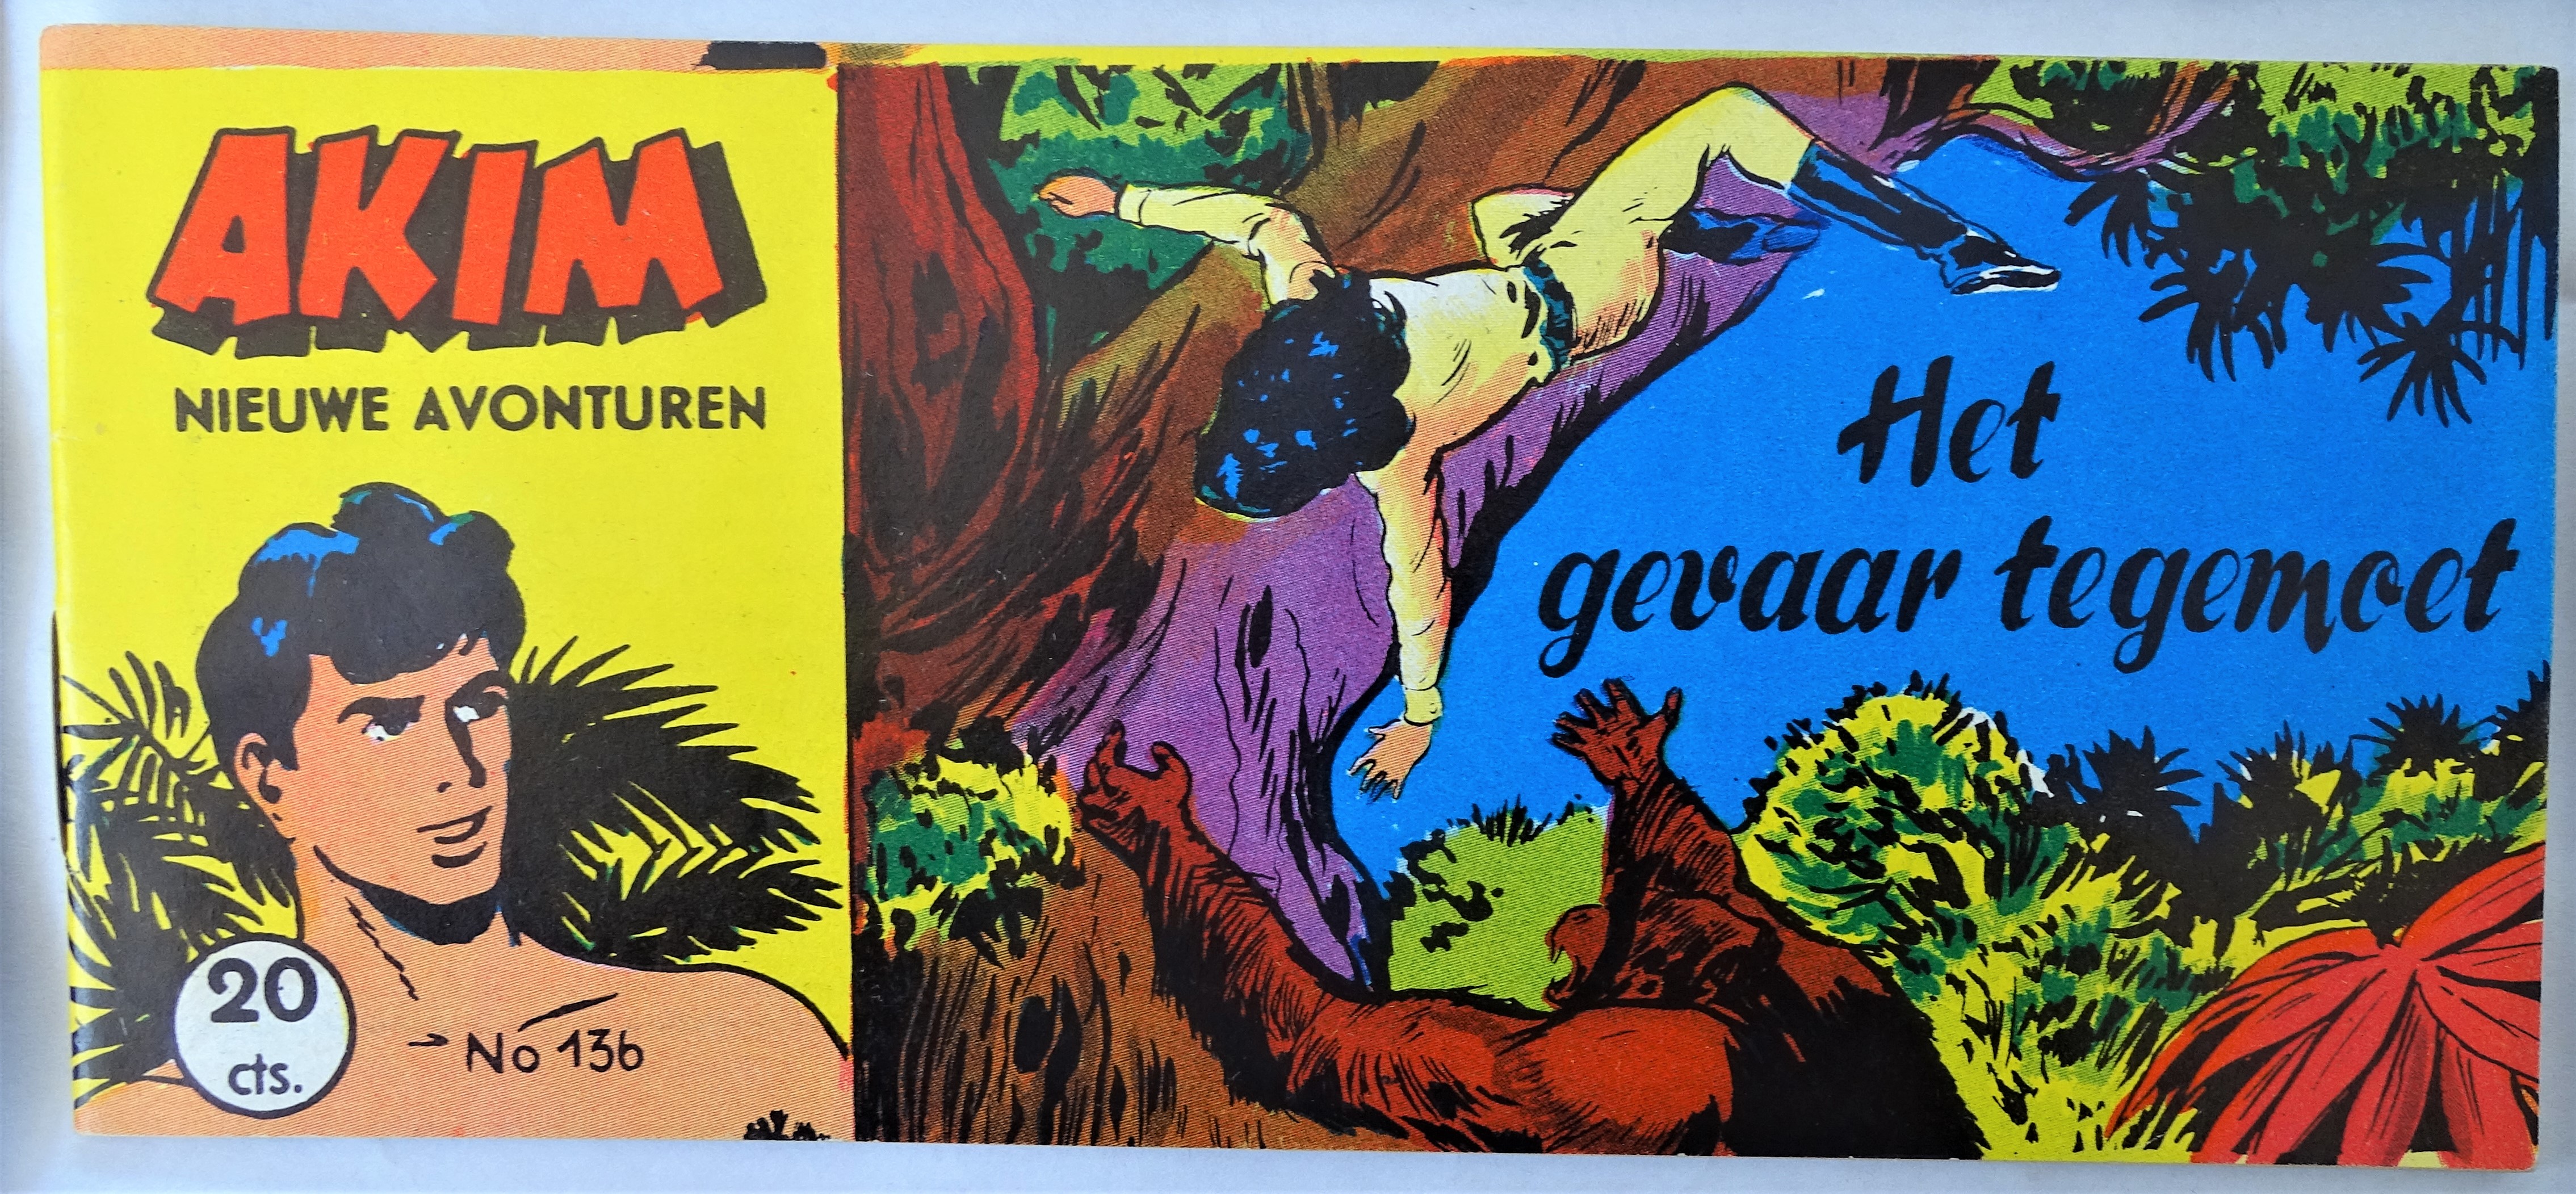 AKIM
NIEUWE AVONTUREN
20
cts.
No 136
Het
gevaar tegemoet